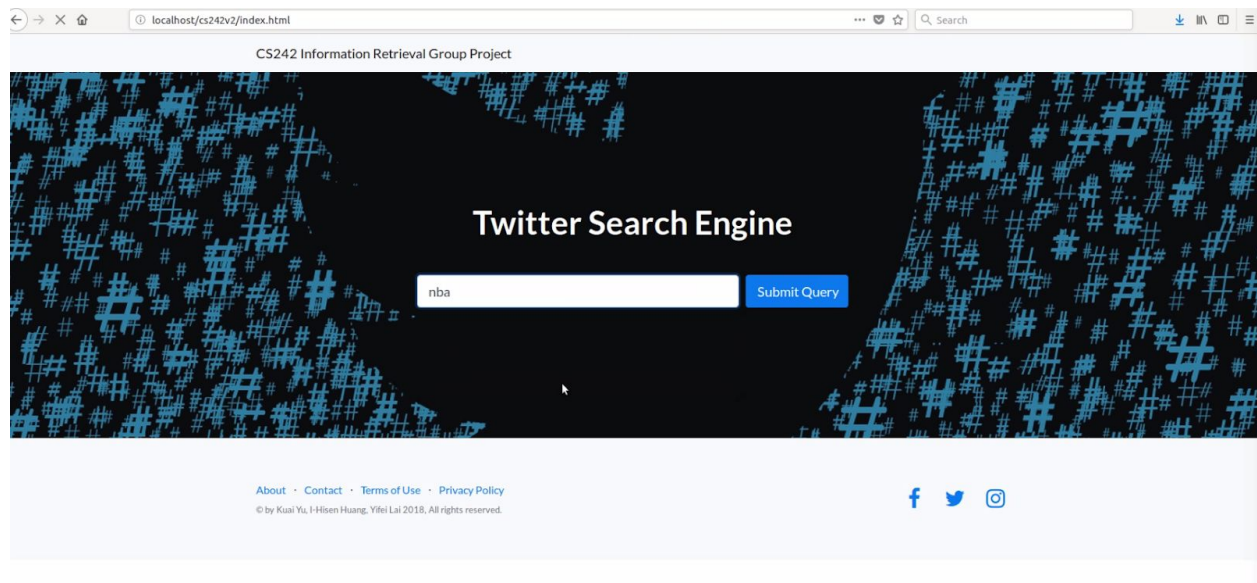 localhost/cs242v2/index.html
Search
CS242 Information Retrieval Group Project
Twitter Search Engine
nba
Submit Query
About · Contact · Terms of Use · Privacy Policy
© by Kuai Yu, I-Hisen Huang, Yifei Lai 2018, All rights reserved.